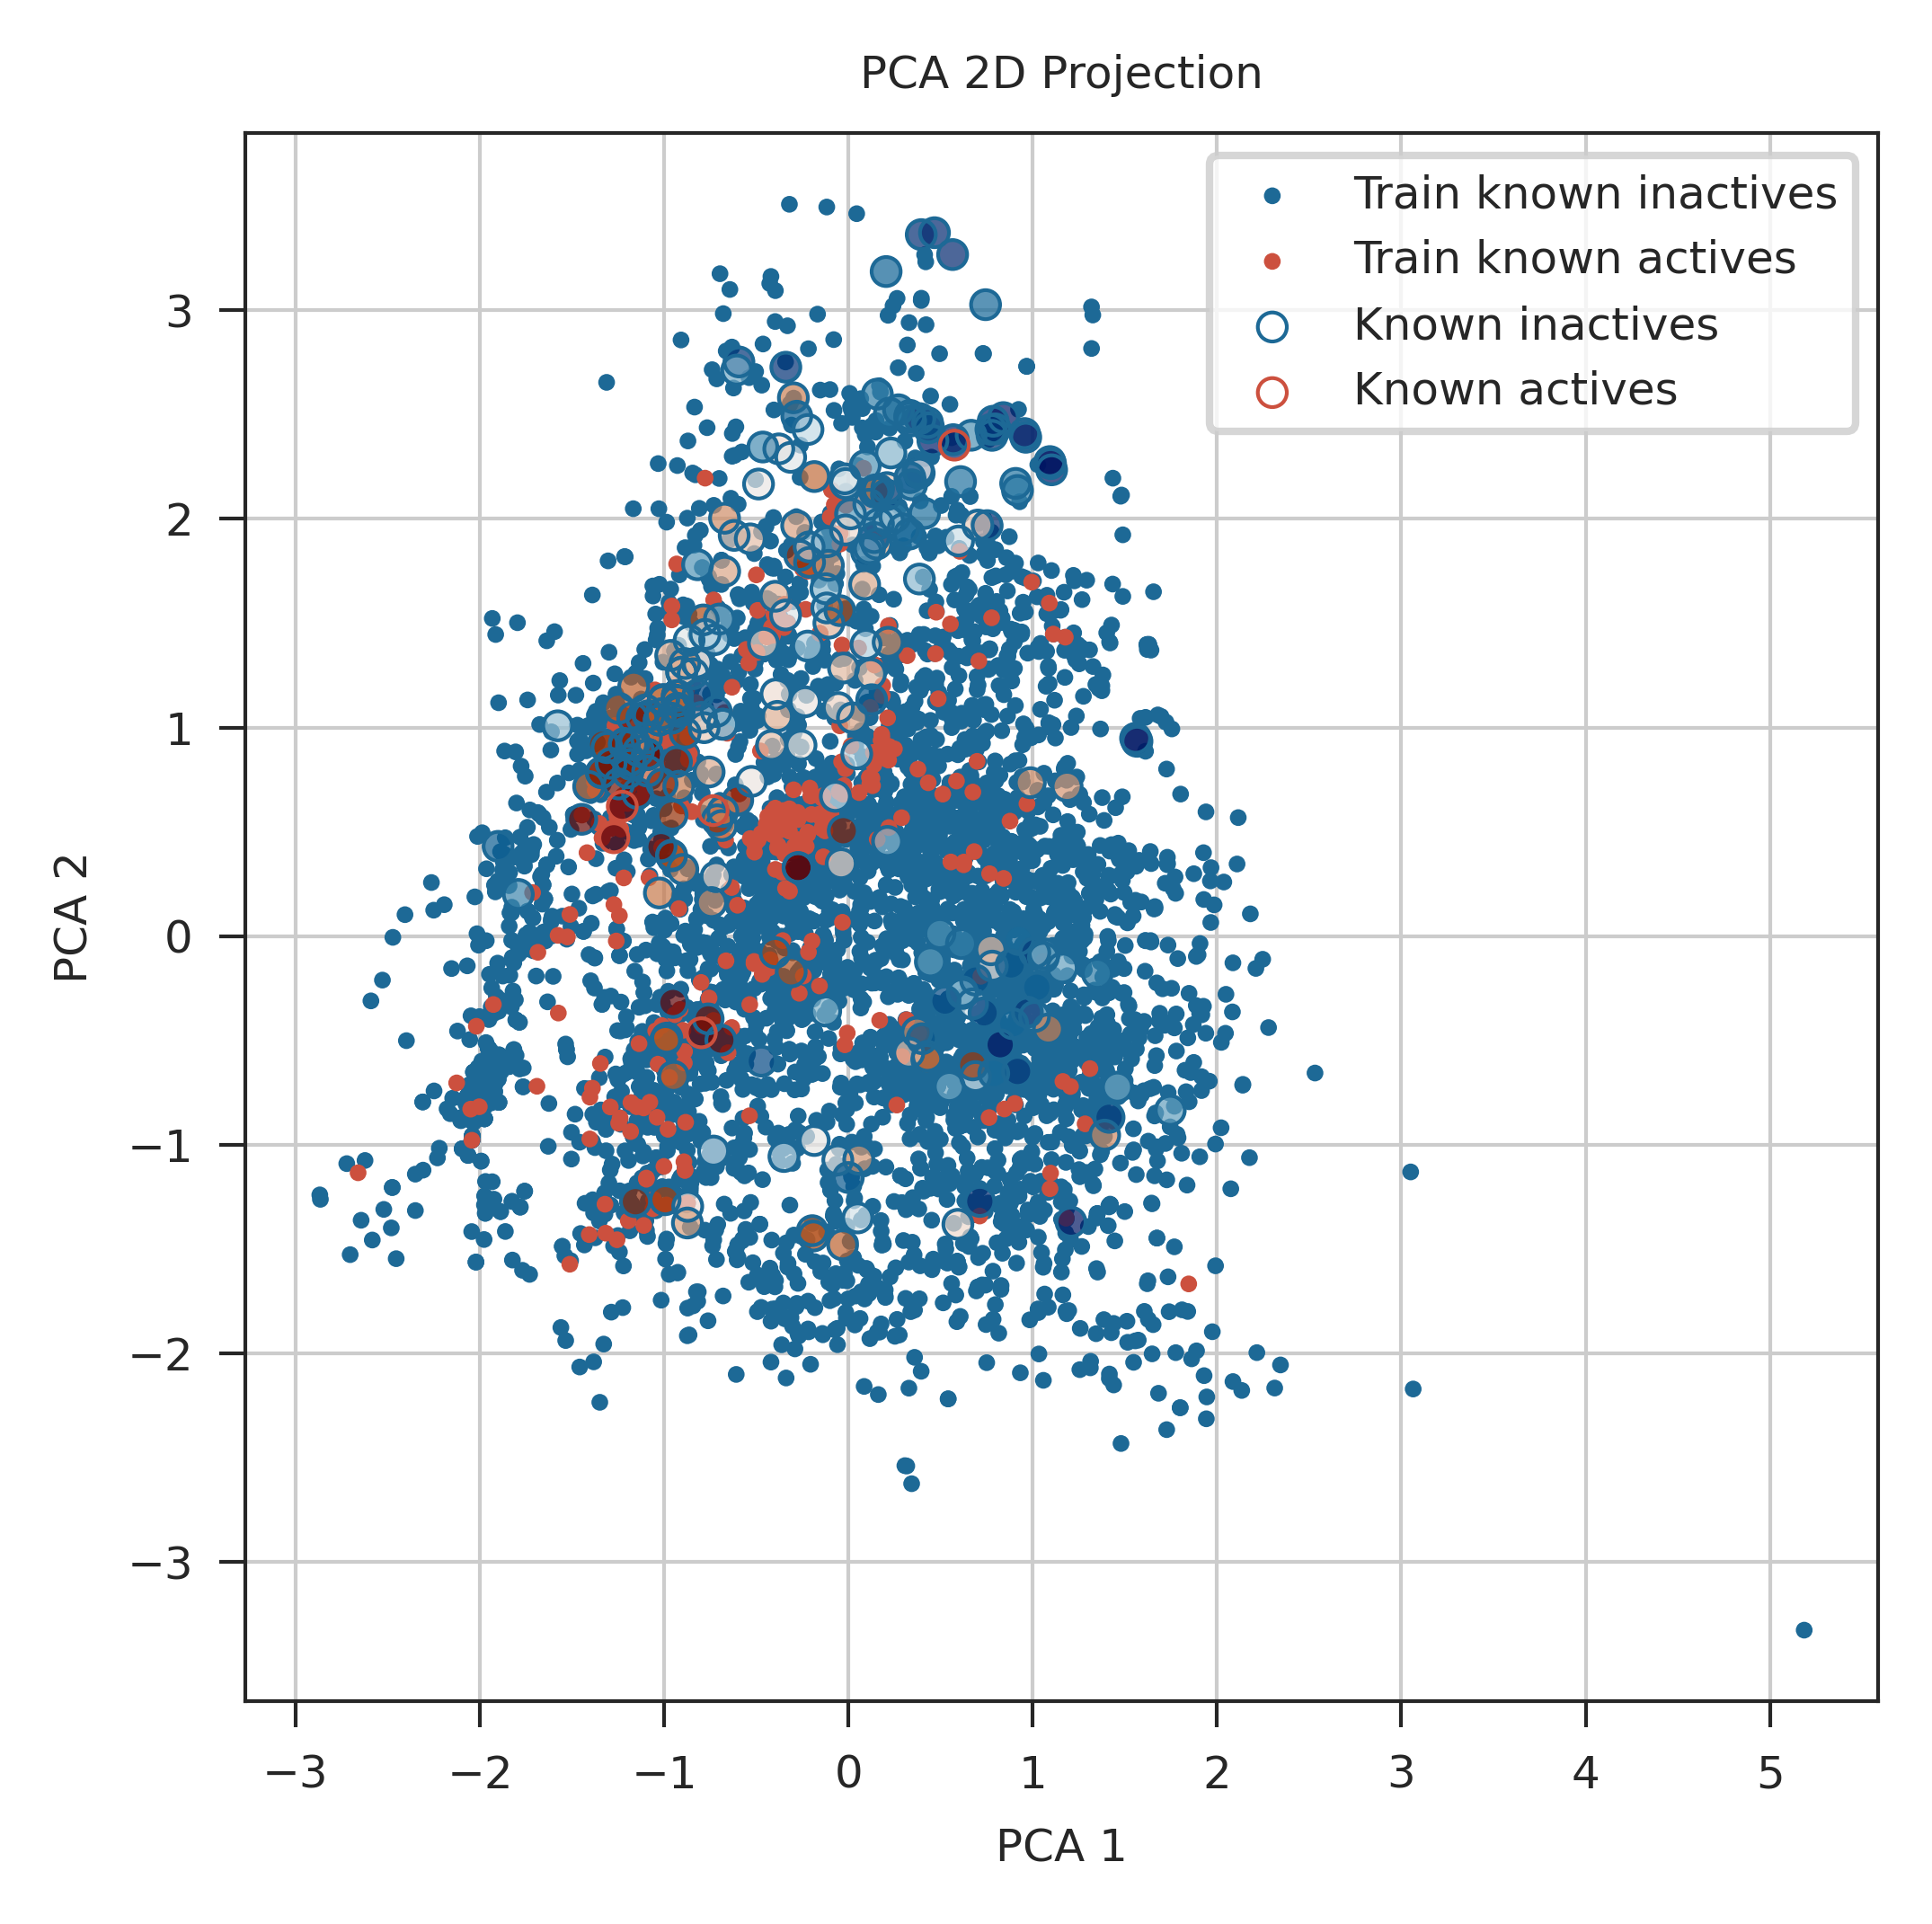 PCA 2D Projection
Train known inactives
Train known actives
Known inactives
Known actives
3
2
1
0
−1
−2
−3
PCA 2
−3
−2
−1
0
1
2
3
4
5
PCA 1